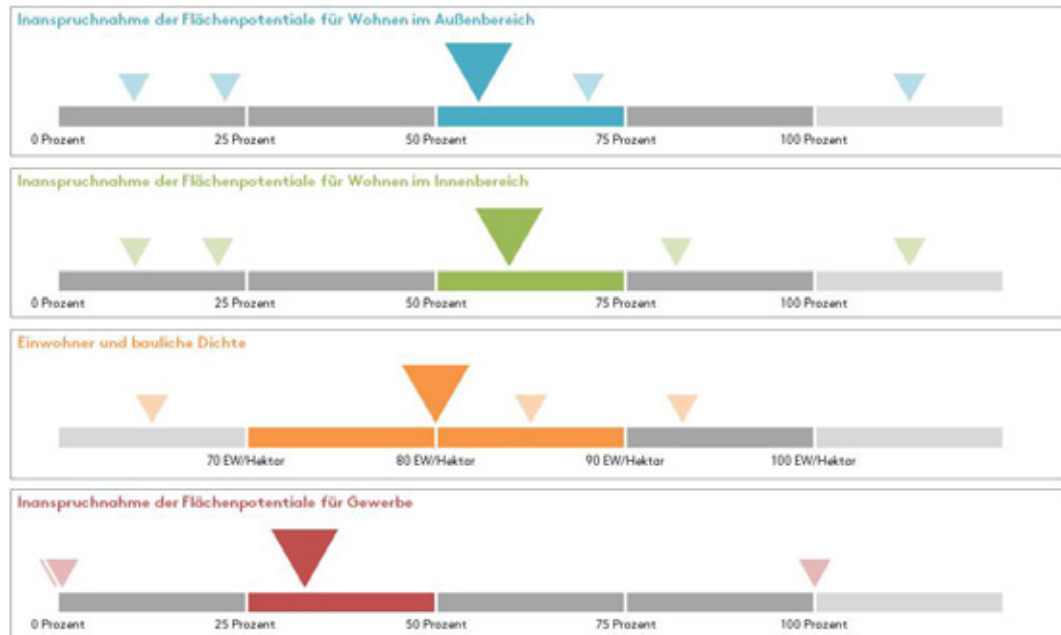 Inanspruchnahme der Flächenpotentiale für Wohnen im Außenbereich
0 Prozent 25 Prozent 50 Prozent 75 Prozent 100 Prozent
Inanspruchnahme der Flächenpotentiale für Wohnen im Innenbereich
0 Prozent 25 Prozent 50 Prozent 75 Prozent 100 Prozent
Einwohner und bauliche Dichte
70 EW/Hektar 80 EW/Hektar 90 EW/Hektar 100 EW/Hektar
Inanspruchnahme der Flächenpotentiale für Gewerbe
0 Prozent 25 Prozent 50 Prozent 75 Prozent 100 Prozent